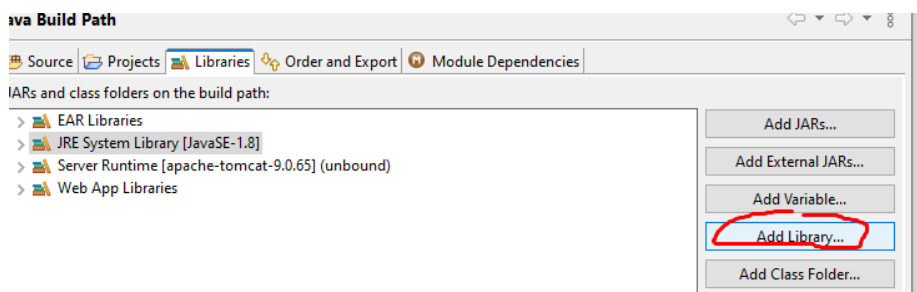 ava Build Path
Source Projects Libraries Order and Export Module Dependencies
JARs and class folders on the build path:
EAR Libraries
JRE System Library [JavaSE-1.8]
Server Runtime [apache-tomcat-9.0.65] (unbound)
Web App Libraries
Add JARs...
Add External JARs...
Add Variable...
Add Library...
Add Class Folder...